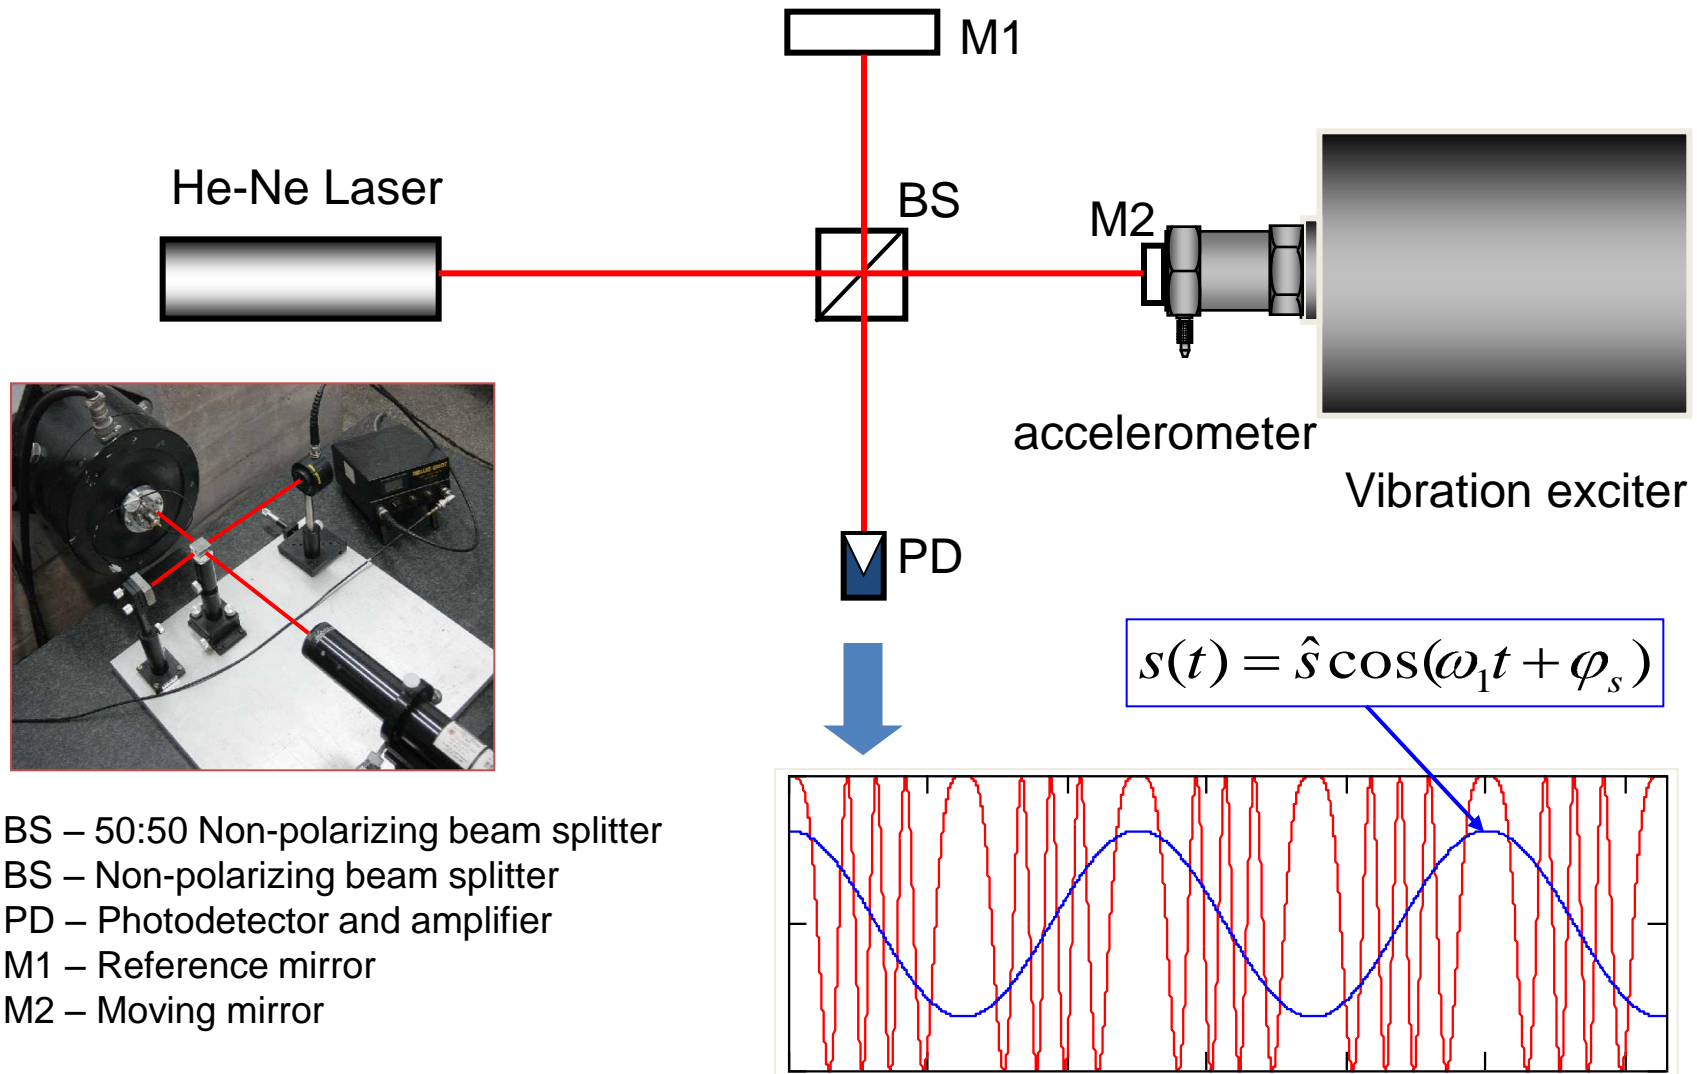 M1
He-Ne Laser
BS
M2
accelerometer
Vibration exciter
PD
s(t) = ŝ cos(ω₁t + φₛ)
BS – 50:50 Non-polarizing beam splitter
BS – Non-polarizing beam splitter
PD – Photodetector and amplifier
M1 – Reference mirror
M2 – Moving mirror